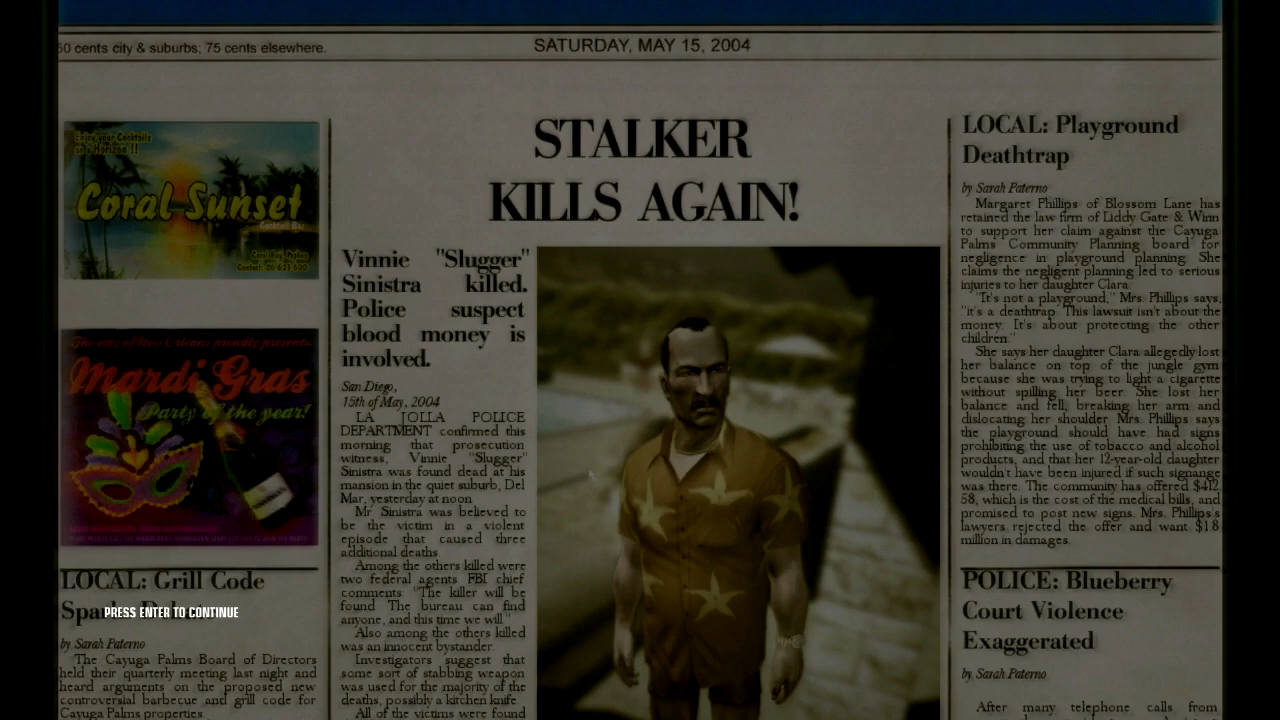 50 cents city & suburbs; 75 cents elsewhere.
SATURDAY, MAY 15, 2004
Enjoy your Cocktails
on a Horizon !!
Coral Sunset
Cocktail Bar
Contact: 26 623 600
Mardi Gras
Party of the year!
LOCAL: Grill Code
PRESS ENTER TO CONTINUE
by Sarah Paterno
The Cayuga Palms Board of Directors
held their quarterly meeting last night and
heard arguments on the proposed new
controversial barbecue and grill code for
Cayuga Palms properties.
STALKER
KILLS AGAIN!
Vinnie "Slugger"
Sinistra killed.
Police suspect
blood money is
involved.
San Diego,
15th of May, 2004
LA TOLLA POLICE
DEPARTMENT confirmed this
morning that prosecution
witness, Vinnie "Slugger"
Sinistra was found dead at his
mansion in the quiet suburb, Del
Mar, yesterday at noon.
Mr. Sinistra was believed to
be the victim in a violent
episode that caused three
additional deaths.
Among the others killed were
two federal agents. FBI chief
comments: "The killer will be
found. The bureau can find
anyone, and this time we will."
Also among the others killed
was an innocent bystander.
Investigators suggest that
some sort of stabbing weapon
was used for the majority of the
deaths, possibly a kitchen knife.
All of the victims were found
LOCAL: Playground
Deathtrap
by Sarah Paterno
Margaret Phillips of Blossom Lane has
retained the law firm of Liddy Gate & Winn
to support her claim against the Cayuga
Palms Community Planning board for
negligence in playground planning. She
claims the negligent planning led to serious
injuries to her daughter Clara.
"It's not a playground," Mrs. Phillips says,
"it's a deathtrap. This lawsuit isn't about the
money. It's about protecting the other
children."
She says her daughter Clara allegedly lost
her balance on top of the jungle gym
because she was trying to light a cigarette
without spilling her beer. She lost her
balance and fell, breaking her arm and
dislocating her shoulder. Mrs. Phillips says
the playground should have had signs
prohibiting the use of tobacco and alcohol
products, and that her 12-year-old daughter
wouldn't have been injured if such signage
was there. The community has offered $412.
58, which is the cost of the medical bills, and
promised to post new signs. Mrs. Phillips's
lawyers rejected the offer and want $1.8
million in damages.
POLICE: Blueberry
Court Violence
Exaggerated
by Sarah Paterno
After many telephone calls from